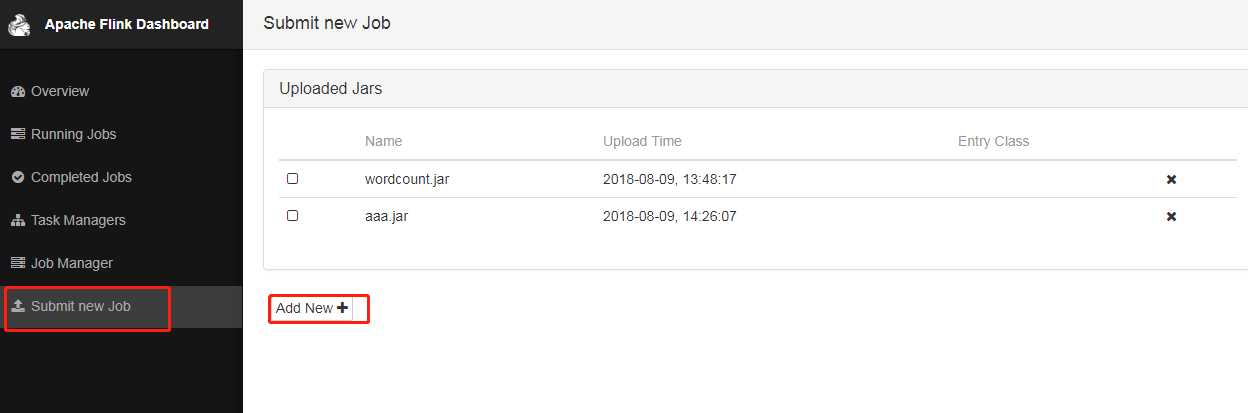 Apache Flink Dashboard
Submit new Job
Overview
Running Jobs
Completed Jobs
Task Managers
Job Manager
Submit new Job
Uploaded Jars
Name Upload Time Entry Class
wordcount.jar 2018-08-09, 13:48:17
aaa.jar 2018-08-09, 14:26:07
Add New